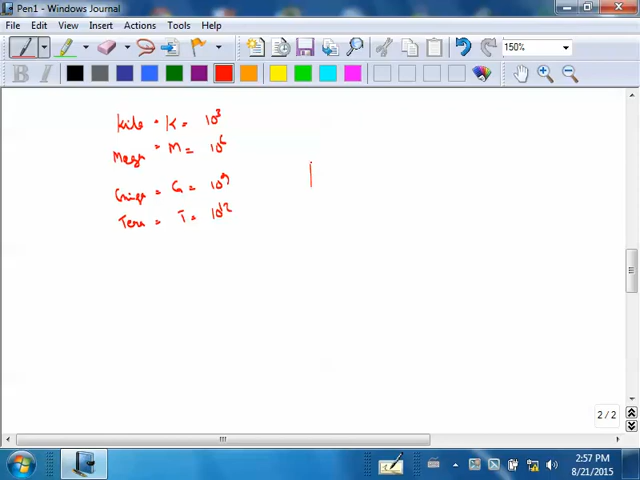 Pen1 - Windows Journal
File Edit View Insert Actions Tools Help
150%
B I
Kilo = K = 10³
Mega = M = 10⁶
Giga = G = 10⁹
Tera = T = 10¹²
2 / 2
2:57 PM
8/21/2015